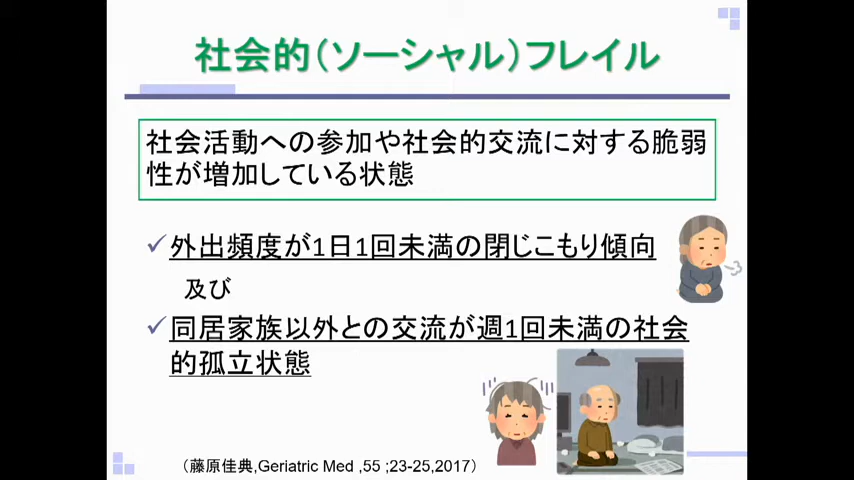 社会的（ソーシャル）フレイル
社会活動への参加や社会的交流に対する脆弱
性が増加している状態
✓外出頻度が1日1回未満の閉じこもり傾向
及び
✓同居家族以外との交流が週1回未満の社会
的孤立状態
（藤原佳典,Geriatric Med ,55 ;23-25,2017）